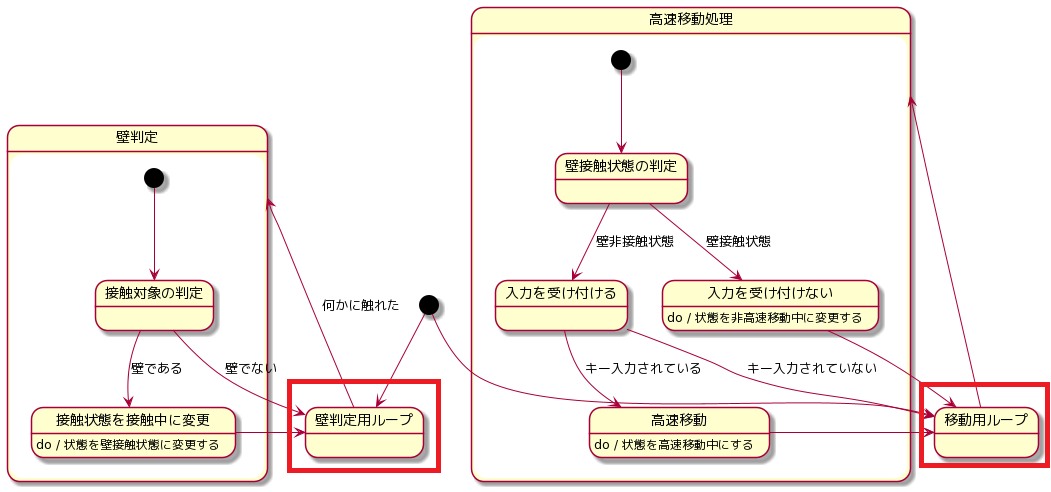 壁判定
接触対象の判定
壁である
壁でない
接触状態を接触中に変更
do / 状態を壁接触状態に変更する
何かに触れた
壁判定用ループ
高速移動処理
壁接触状態の判定
壁非接触状態
壁接触状態
入力を受け付ける
入力を受け付けない
do / 状態を非高速移動中に変更する
キー入力されている
キー入力されていない
高速移動
do / 状態を高速移動中にする
移動用ループ